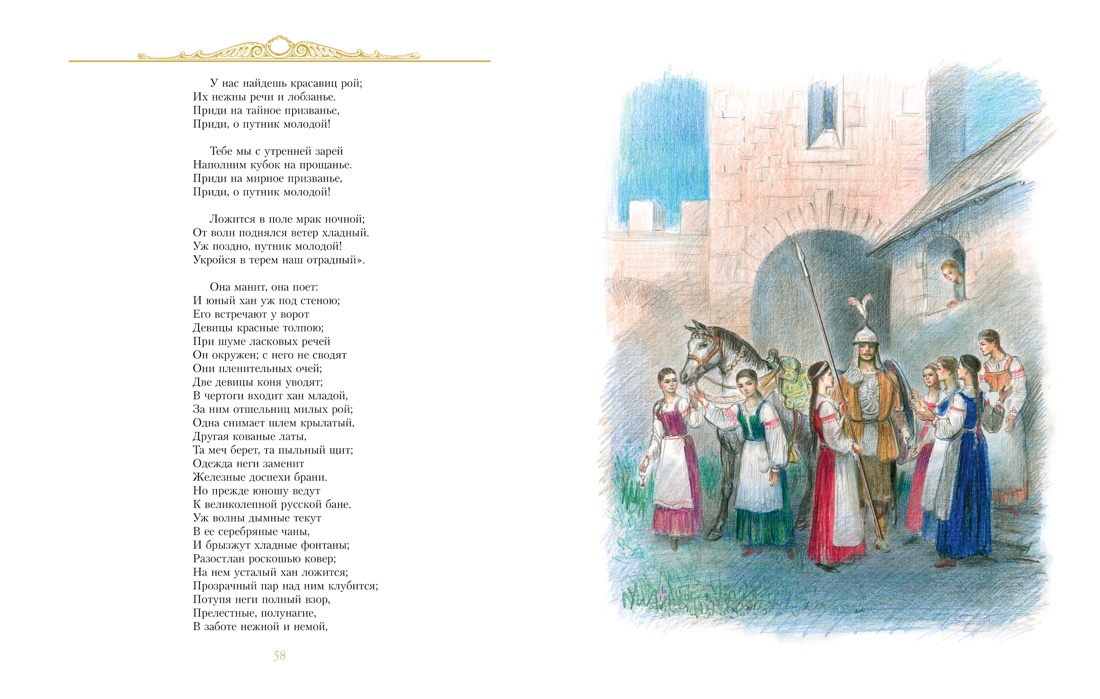 У нас найдешь красавиц рой;
Их нежны речи и лобзанье.
Приди на тайное призванье,
Приди, о путник молодой!
Тебе мы с утренней зарей
Наполним кубок на прощанье.
Приди на мирное призванье,
Приди, о путник молодой!
Ложится в поле мрак ночной;
От волн поднялся ветер хладный.
Уж поздно, путник молодой!
Укройся в терем наш отрадный».
Она манит, она поет:
И юный хан уж под стеною;
Его встречают у ворот
Девицы красные толпою;
При шуме ласковых речей
Он окружен; с него не сводят
Они пленительных очей;
Две девицы коня уводят;
В чертоги входит хан младой,
За ним отшельниц милых рой;
Одна снимает шлем крылатый,
Другая кованые латы,
Та меч берет, та пыльный щит;
Одежда неги заменит
Железные доспехи брани.
Но прежде юношу ведут
К великолепной русской бане.
Уж волны дымные текут
В ее серебряные чаны,
И брызжут хладные фонтаны;
Разостлан роскошью ковер;
На нем усталый хан ложится;
Прозрачный пар над ним клубится;
Потупя неги полный взор,
Прелестные, полунагие,
В заботе нежной и немой,
58